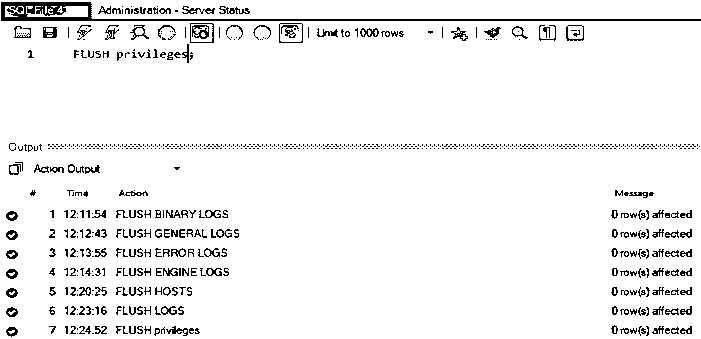 SQL File 4* Administration - Server Status
Limit to 1000 rows
1 FLUSH privileges;
Output
Action Output
# Time Action Message
1 12:11:54 FLUSH BINARY LOGS 0 row(s) affected
2 12:12:43 FLUSH GENERAL LOGS 0 row(s) affected
3 12:13:55 FLUSH ERROR LOGS 0 row(s) affected
4 12:14:31 FLUSH ENGINE LOGS 0 row(s) affected
5 12:20:25 FLUSH HOSTS 0 row(s) affected
6 12:23:16 FLUSH LOGS 0 row(s) affected
7 12:24:52 FLUSH privileges 0 row(s) affected